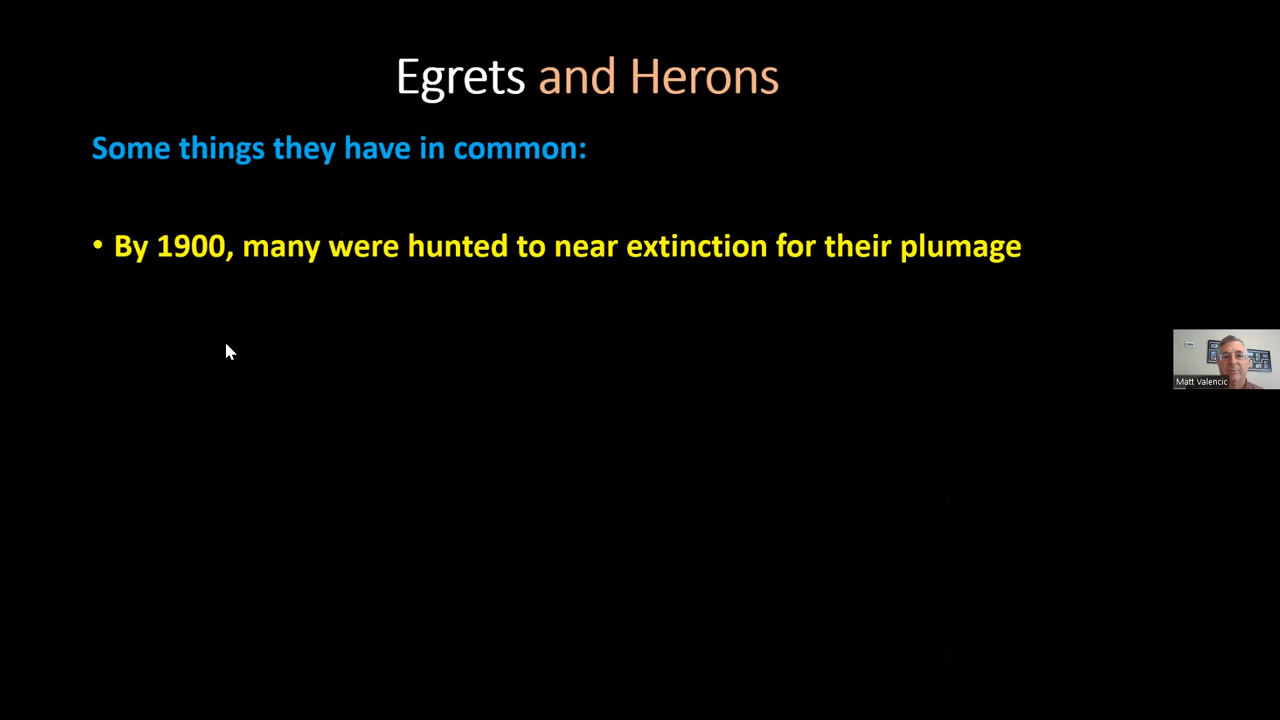 Egrets and Herons
Some things they have in common:
• By 1900, many were hunted to near extinction for their plumage
Matt Valencic